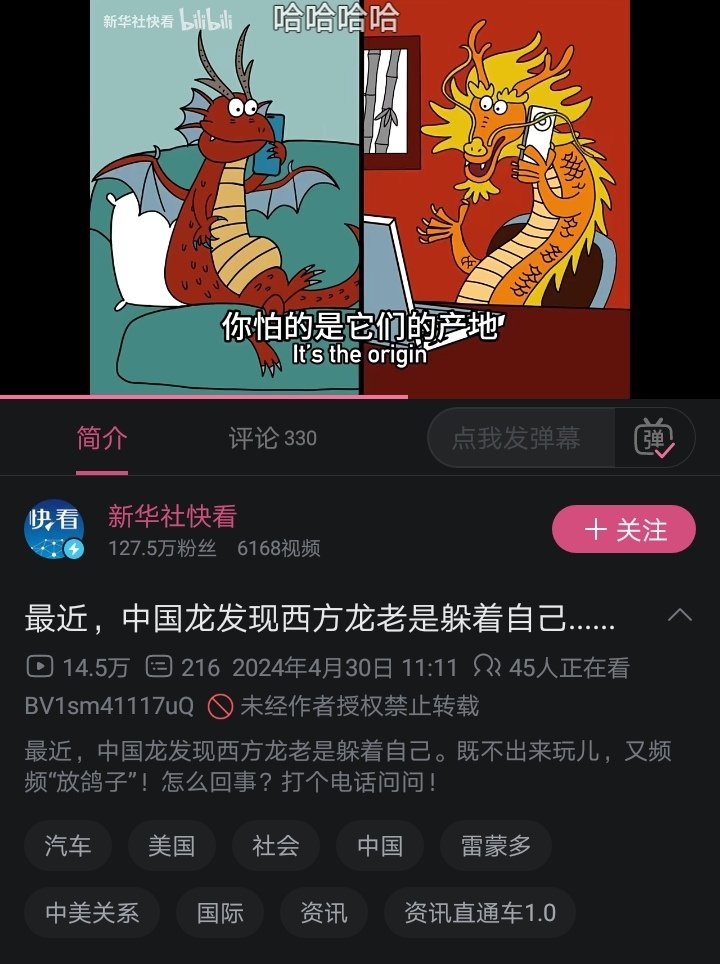 新华社快看 bilibili
哈哈哈哈
你怕的是它们的产地
It's the origin
简介
评论 330
点我发弹幕
弹
快看
新华社快看
127.5万粉丝 6168视频
+ 关注
最近，中国龙发现西方龙老是躲着自己......
14.5万 216 2024年4月30日 11:11 45人正在看
BV1sm41117uQ 未经作者授权禁止转载
最近，中国龙发现西方龙老是躲着自己。既不出来玩儿，又频
频“放鸽子”！怎么回事？打个电话问问！
汽车 美国 社会 中国 雷蒙多
中美关系 国际 资讯 资讯直通车1.0